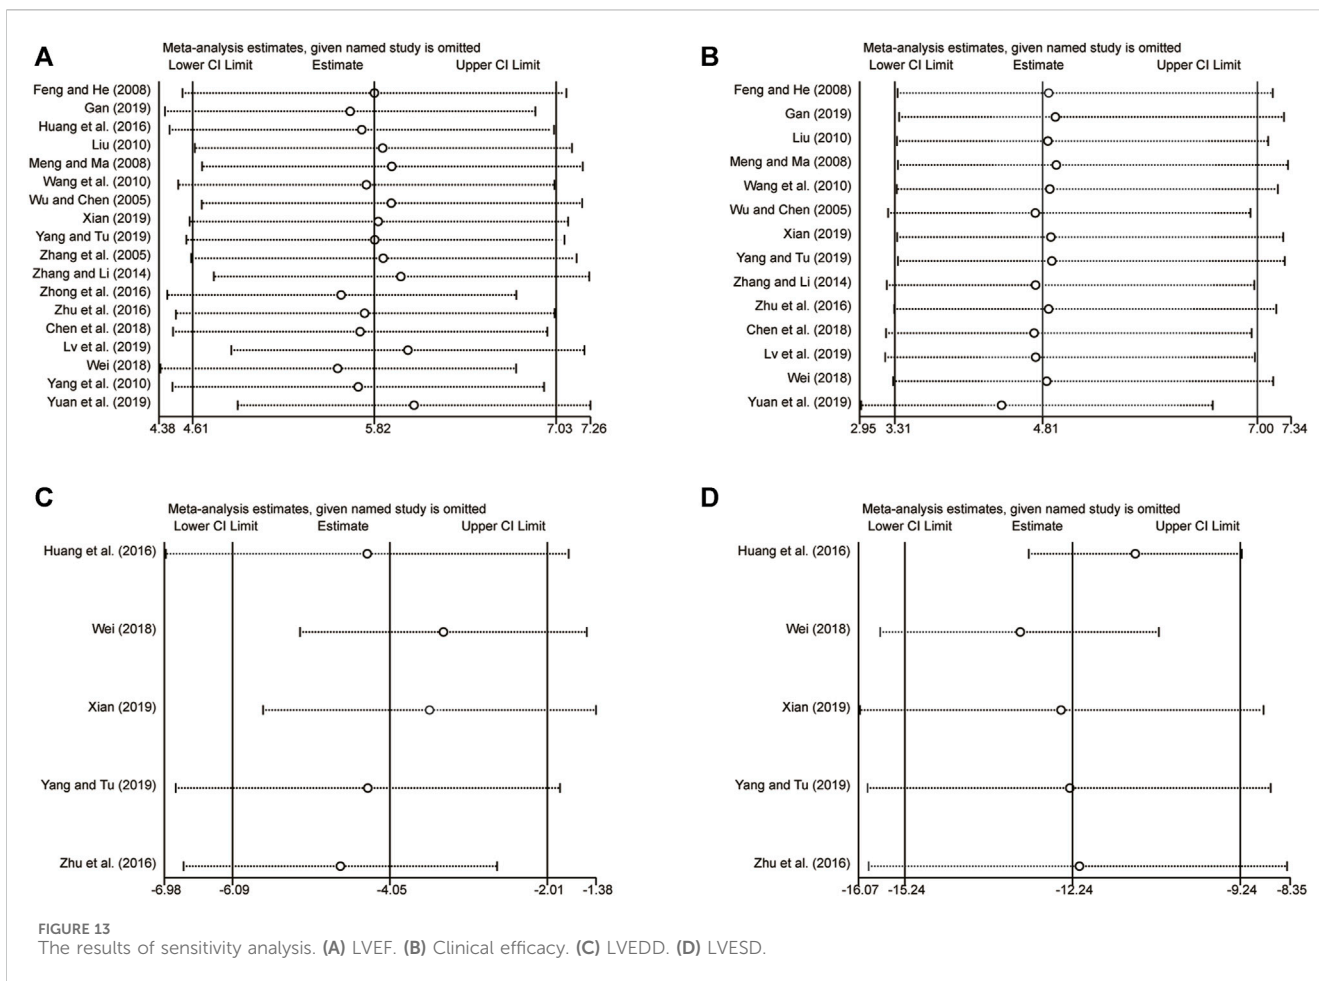 A
Meta-analysis estimates, given named study is omitted
Lower CI Limit Estimate Upper CI Limit
Feng and He (2008)
Gan (2019)
Huang et al. (2016)
Liu (2010)
Meng and Ma (2008)
Wang et al. (2010)
Wu and Chen (2005)
Xian (2019)
Yang and Tu (2019)
Zhang et al. (2005)
Zhang and Li (2014)
Zhong et al. (2016)
Zhu et al. (2016)
Chen et al. (2018)
Lv et al. (2019)
Wei (2018)
Yang et al. (2010)
Yuan et al. (2019)
4.38 4.61 5.82 7.03 7.26
B
Meta-analysis estimates, given named study is omitted
Lower CI Limit Estimate Upper CI Limit
Feng and He (2008)
Gan (2019)
Liu (2010)
Meng and Ma (2008)
Wang et al. (2010)
Wu and Chen (2005)
Xian (2019)
Yang and Tu (2019)
Zhang and Li (2014)
Zhu et al. (2016)
Chen et al. (2018)
Lv et al. (2019)
Wei (2018)
Yuan et al. (2019)
2.95 3.31 4.81 7.00 7.34
C
Meta-analysis estimates, given named study is omitted
Lower CI Limit Estimate Upper CI Limit
Huang et al. (2016)
Wei (2018)
Xian (2019)
Yang and Tu (2019)
Zhu et al. (2016)
-6.98 -6.09 -4.05 -2.01 -1.38
D
Meta-analysis estimates, given named study is omitted
Lower CI Limit Estimate Upper CI Limit
Huang et al. (2016)
Wei (2018)
Xian (2019)
Yang and Tu (2019)
Zhu et al. (2016)
-16.07 -15.24 -12.24 -9.24 -8.35
FIGURE 13
The results of sensitivity analysis. (A) LVEF. (B) Clinical efficacy. (C) LVEDD. (D) LVESD.